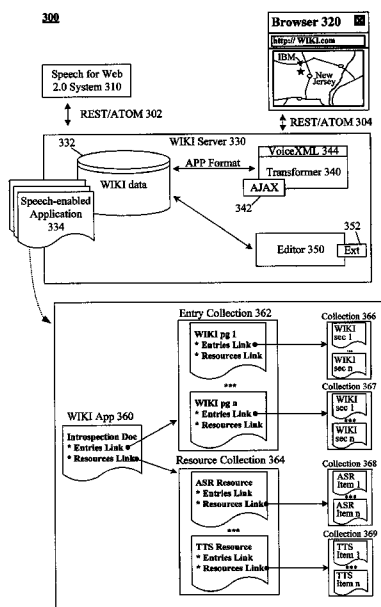 300
Browser 320
http://WIKI.com
IBM
New
Jersey
Speech for Web
2.0 System 310
REST/ATOM 302
REST/ATOM 304
WIKI Server 330
332
WIKI data
APP Format
VoiceXML 344
Transformer 340
AJAX
342
Speech-enabled
Application
334
Editor 350
352
Ext
Entry Collection 362
WIKI pg 1
* Entries Link
* Resources Link
***
WIKI pg n
* Entries Link
* Resources Link
Collection 366
WIKI
sec 1
...
WIKI
sec n
Collection 367
WIKI
sec 1
***
WIKI
sec n
WIKI App 360
Introspection Doc
* Entries Link
* Resources Link
Resource Collection 364
ASR Resource
* Entries Link
* Resources Link
***
TTS Resource
* Entries Link
* Resources Link
Collection 368
ASR
Item 1
***
ASR
Item n
Collection 369
TTS
Item 1
***
TTS
Item n